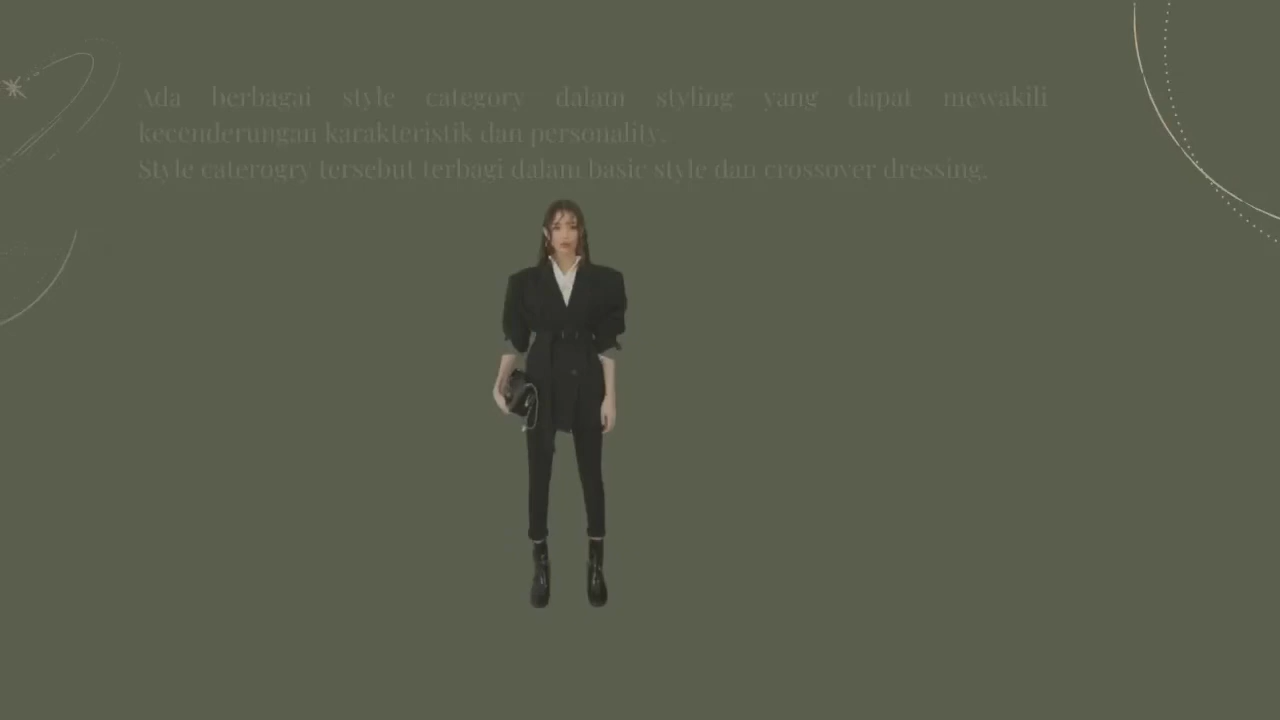 Ada berbagai style category dalam styling yang dapat mewakili
kecenderungan karakteristik dan personality.
Style caterogry tersebut terbagi dalam basic style dan crossover dressing.